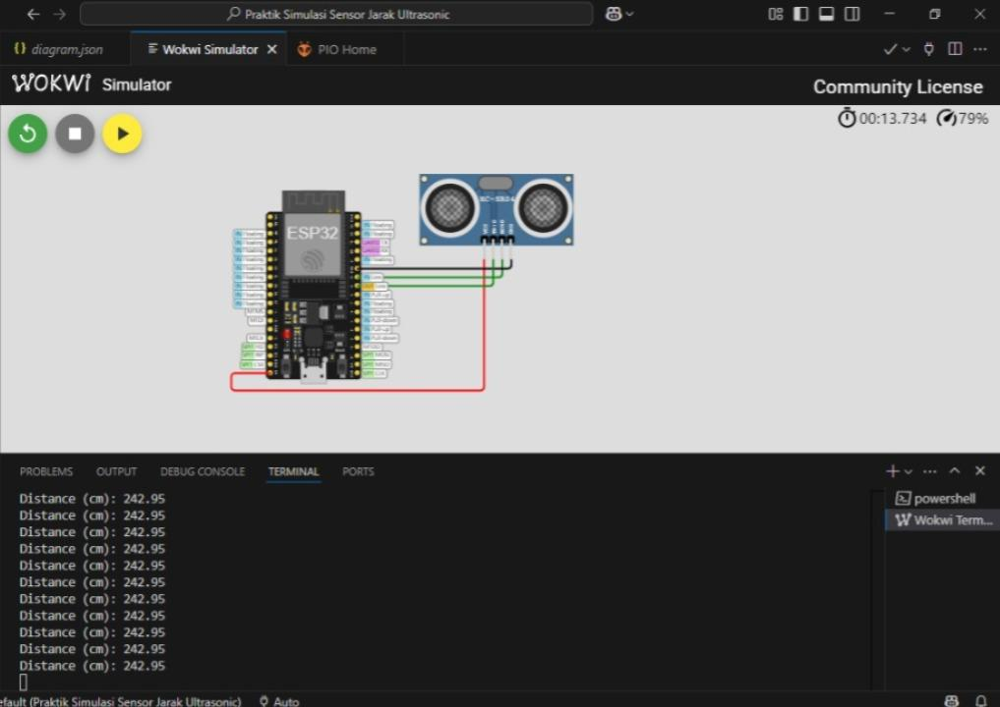 Praktik Simulasi Sensor Jarak Ultrasonic
{} diagram.json
Wokwi Simulator
PIO Home
WOKWI Simulator
Community License
00:13.734 79%
ESP32
PROBLEMS OUTPUT DEBUG CONSOLE TERMINAL PORTS
Distance (cm): 242.95
Distance (cm): 242.95
Distance (cm): 242.95
Distance (cm): 242.95
Distance (cm): 242.95
Distance (cm): 242.95
Distance (cm): 242.95
Distance (cm): 242.95
Distance (cm): 242.95
Distance (cm): 242.95
Distance (cm): 242.95
powershell
Wokwi Term...
efault (Praktik Simulasi Sensor Jarak Ultrasonic) Auto